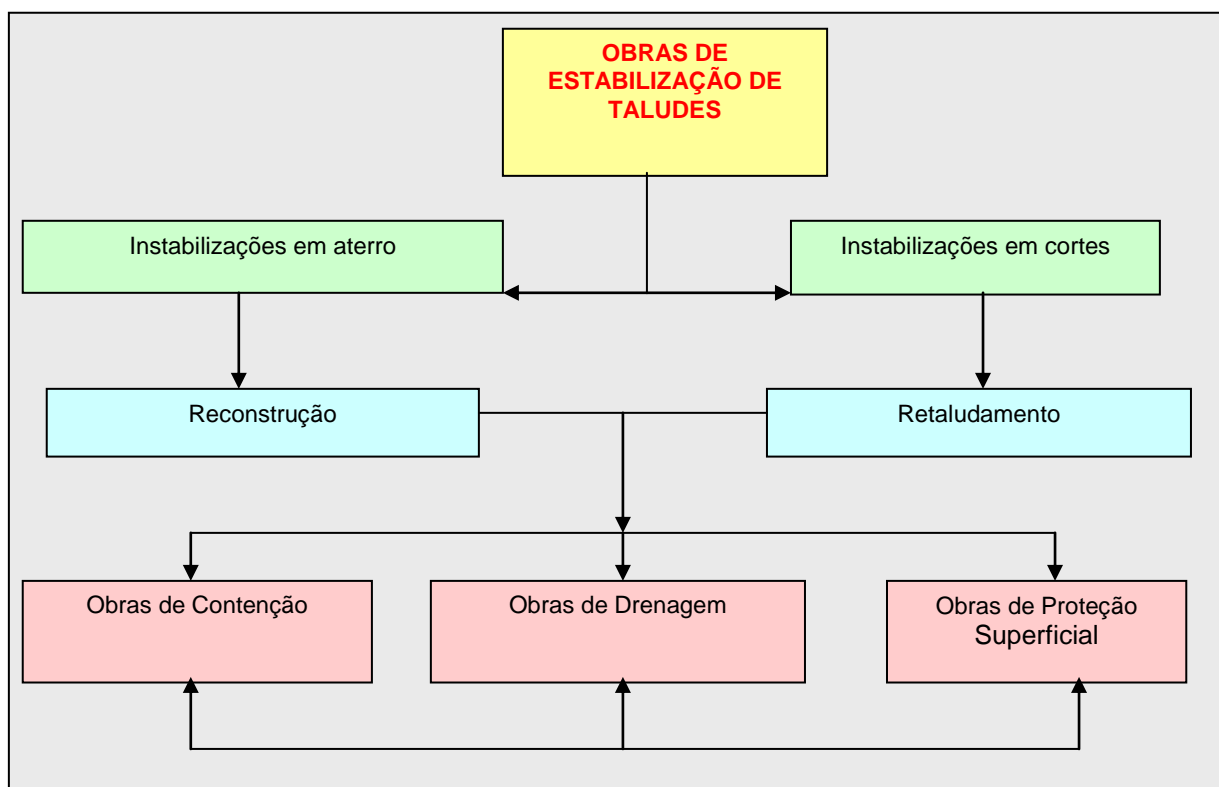 OBRAS DE
ESTABILIZAÇÃO DE
TALUDES
Instabilizações em aterro
Instabilizações em cortes
Reconstrução
Retaludamento
Obras de Contenção
Obras de Drenagem
Obras de Proteção
Superficial